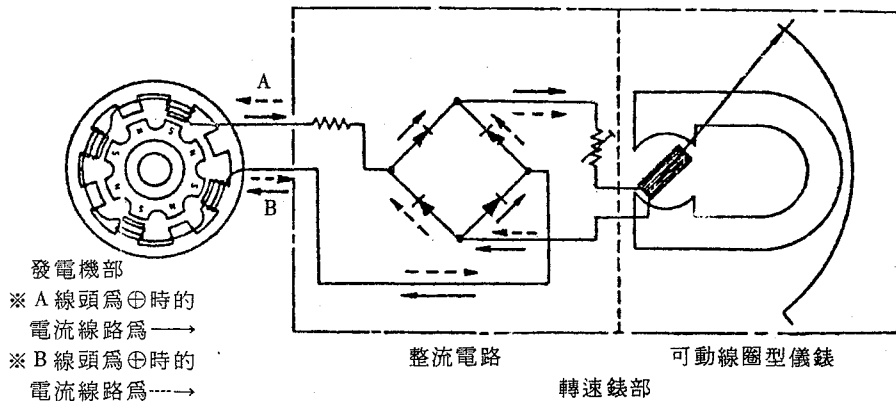 A
B
S
N
S
N
S
N
S
N
S
N
S
N
發電機部
※ A 線頭爲⊕時的
電流線路爲──→
※ B 線頭爲⊕時的
電流線路爲----→
整流電路
可動線圈型儀錶
轉速錶部